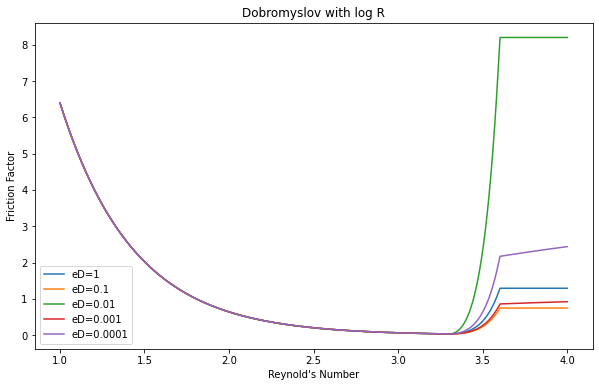 Dobromyslov with log R
Friction Factor
8
7
6
5
4
3
2
1
0
eD=1
eD=0.1
eD=0.01
eD=0.001
eD=0.0001
1.0 1.5 2.0 2.5 3.0 3.5 4.0
Reynold's Number